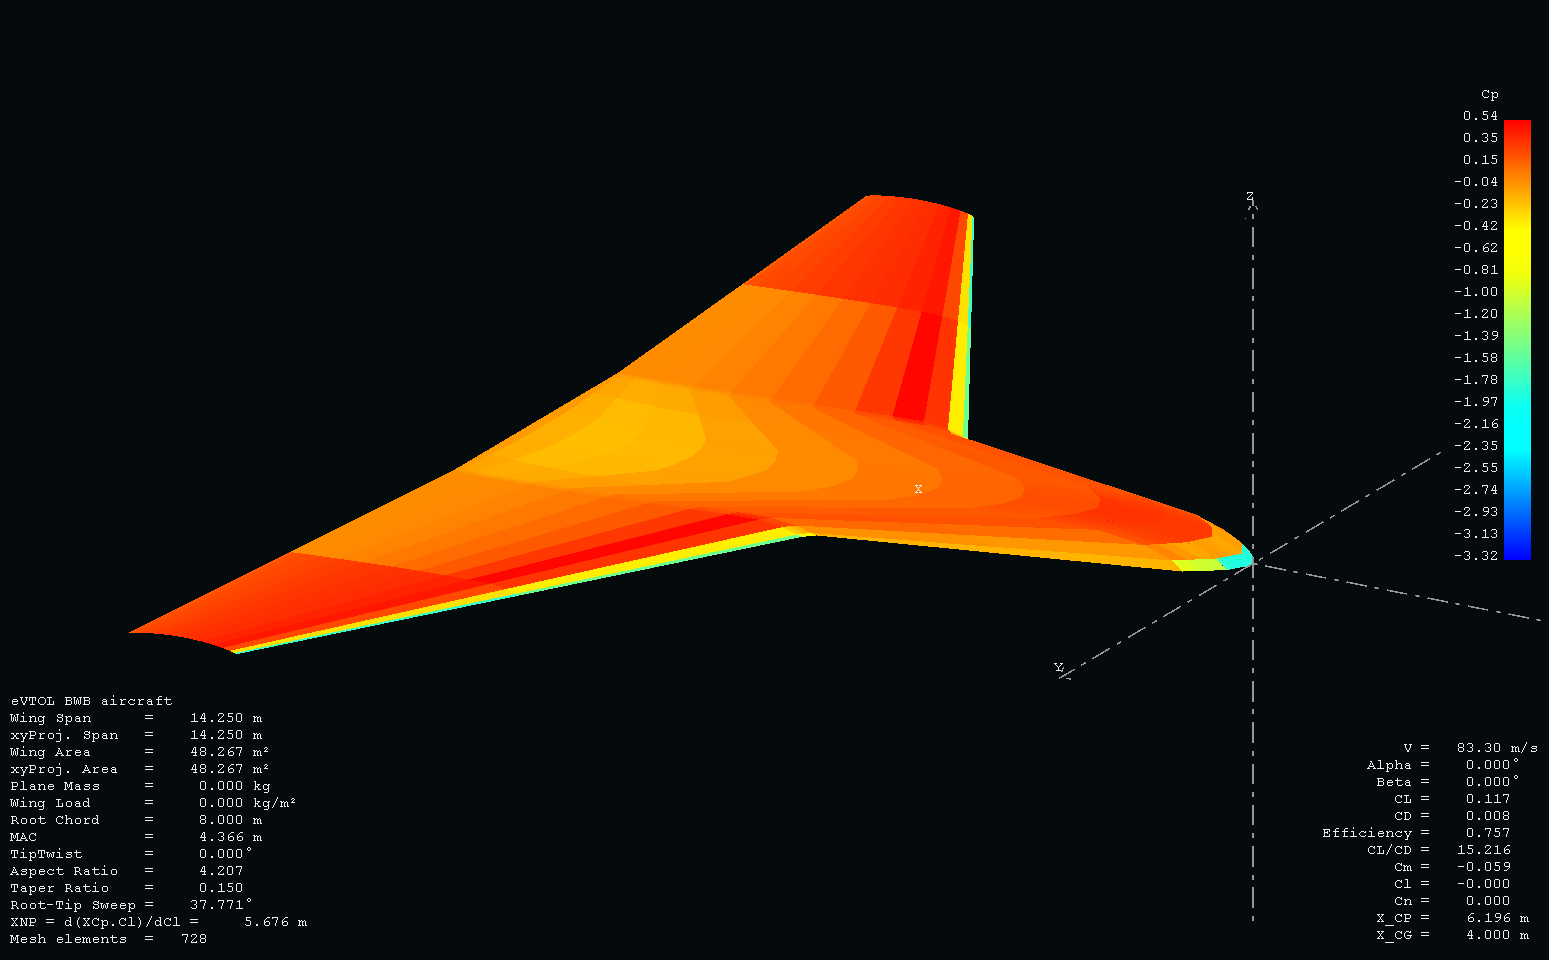 Cp
0.54
0.35
0.15
-0.04
-0.23
-0.42
-0.62
-0.81
-1.00
-1.20
-1.39
-1.58
-1.78
-1.97
-2.16
-2.35
-2.55
-2.74
-2.93
-3.13
-3.32
Z
X
Y
eVTOL BWB aircraft
Wing Span = 14.250 m
xyProj. Span = 14.250 m
Wing Area = 48.267 m²
xyProj. Area = 48.267 m²
Plane Mass = 0.000 kg
Wing Load = 0.000 kg/m²
Root Chord = 8.000 m
MAC = 4.366 m
TipTwist = 0.000°
Aspect Ratio = 4.207
Taper Ratio = 0.150
Root-Tip Sweep = 37.771°
XNP = d(XCp.Cl)/dCl = 5.676 m
Mesh elements = 728
V = 83.30 m/s
Alpha = 0.000°
Beta = 0.000°
CL = 0.117
CD = 0.008
Efficiency = 0.757
CL/CD = 15.216
Cm = -0.059
Cl = -0.000
Cn = 0.000
X_CP = 6.196 m
X_CG = 4.000 m